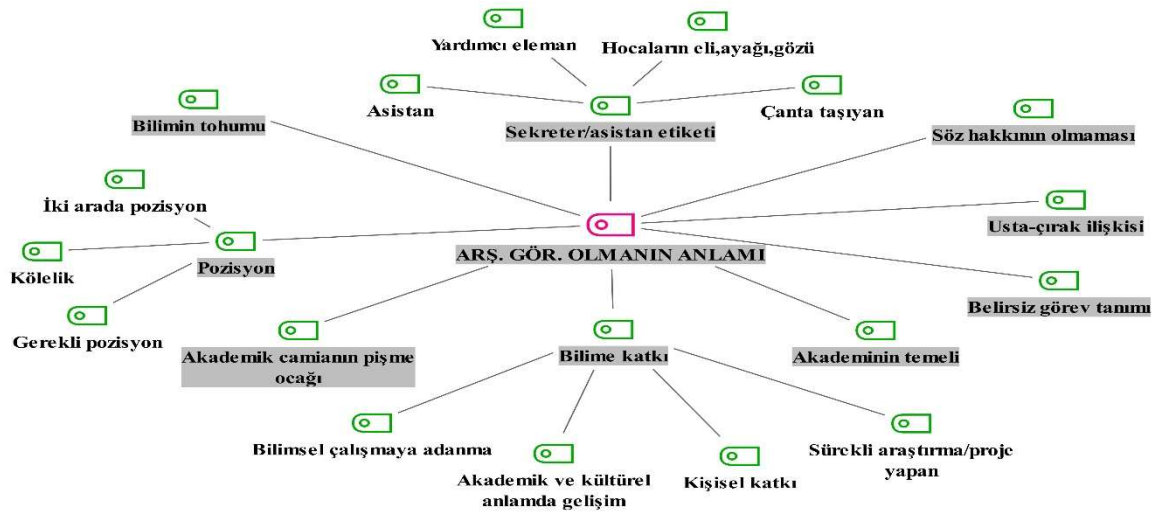 Yardımcı eleman
Hocaların eli,ayağı,gözü
Asistan
Çanta taşıyan
Bilimin tohumu
Sekreter/asistan etiketi
Söz hakkının olmaması
İki arada pozisyon
Usta-çırak ilişkisi
Kölelik
Pozisyon
ARŞ. GÖR. OLMANIN ANLAMI
Belirsiz görev tanımı
Gerekli pozisyon
Akademik camianın pişme
ocağı
Bilime katkı
Akademinin temeli
Bilimsel çalışmaya adanma
Akademik ve kültürel
anlamda gelişim
Kişisel katkı
Sürekli araştırma/proje
yapan